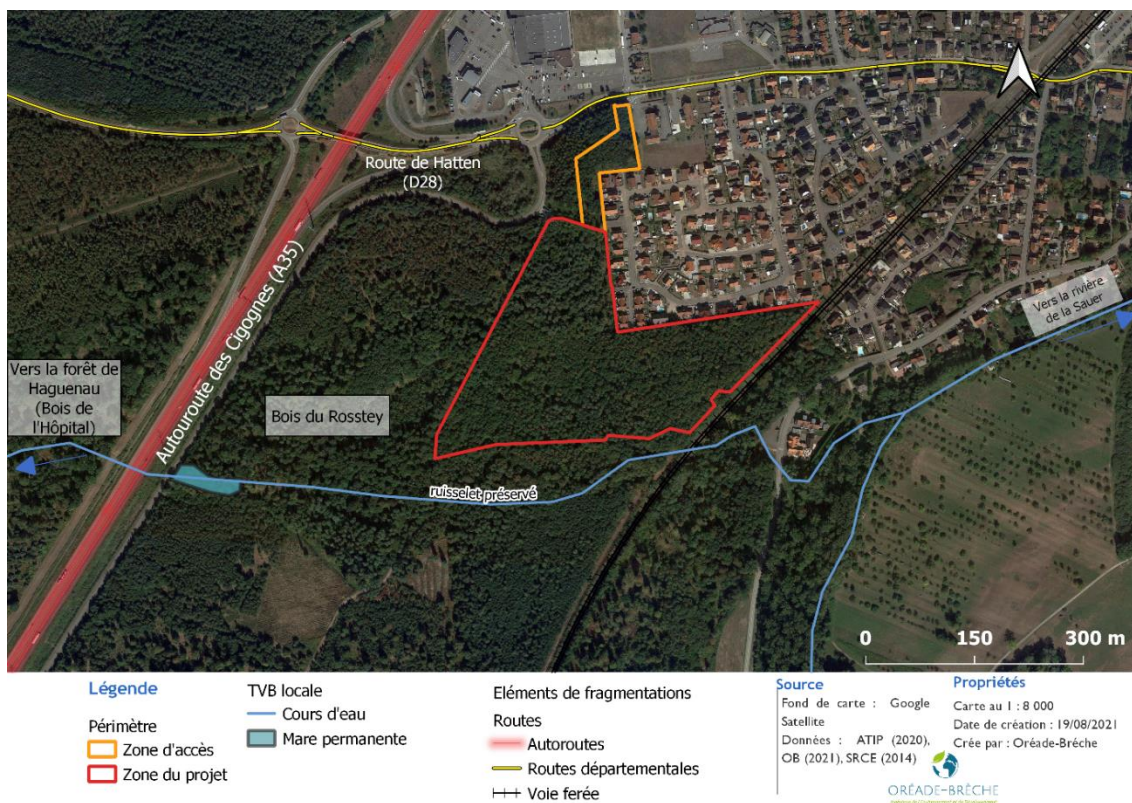 Route de Hatten
(D28)
Autouroute des Cigognes (A35)
Vers la rivière
de la Sauer
Vers la forêt de
Haguenau
(Bois de
l'Hôpital)
Bois du Rosstey
ruisselet préservé
0 150 300 m
Légende
Périmètre
Zone d'accès
Zone du projet
TVB locale
Cours d'eau
Mare permanente
Eléments de fragmentations
Routes
Autoroutes
Routes départementales
Voie ferée
Source
Fond de carte : Google
Satellite
Données : ATIP (2020),
OB (2021), SRCE (2014)
Propriétés
Carte au 1 : 8 000
Date de création : 19/08/2021
Crée par : Oréade-Brèche
ORÉADE-BRÈCHE